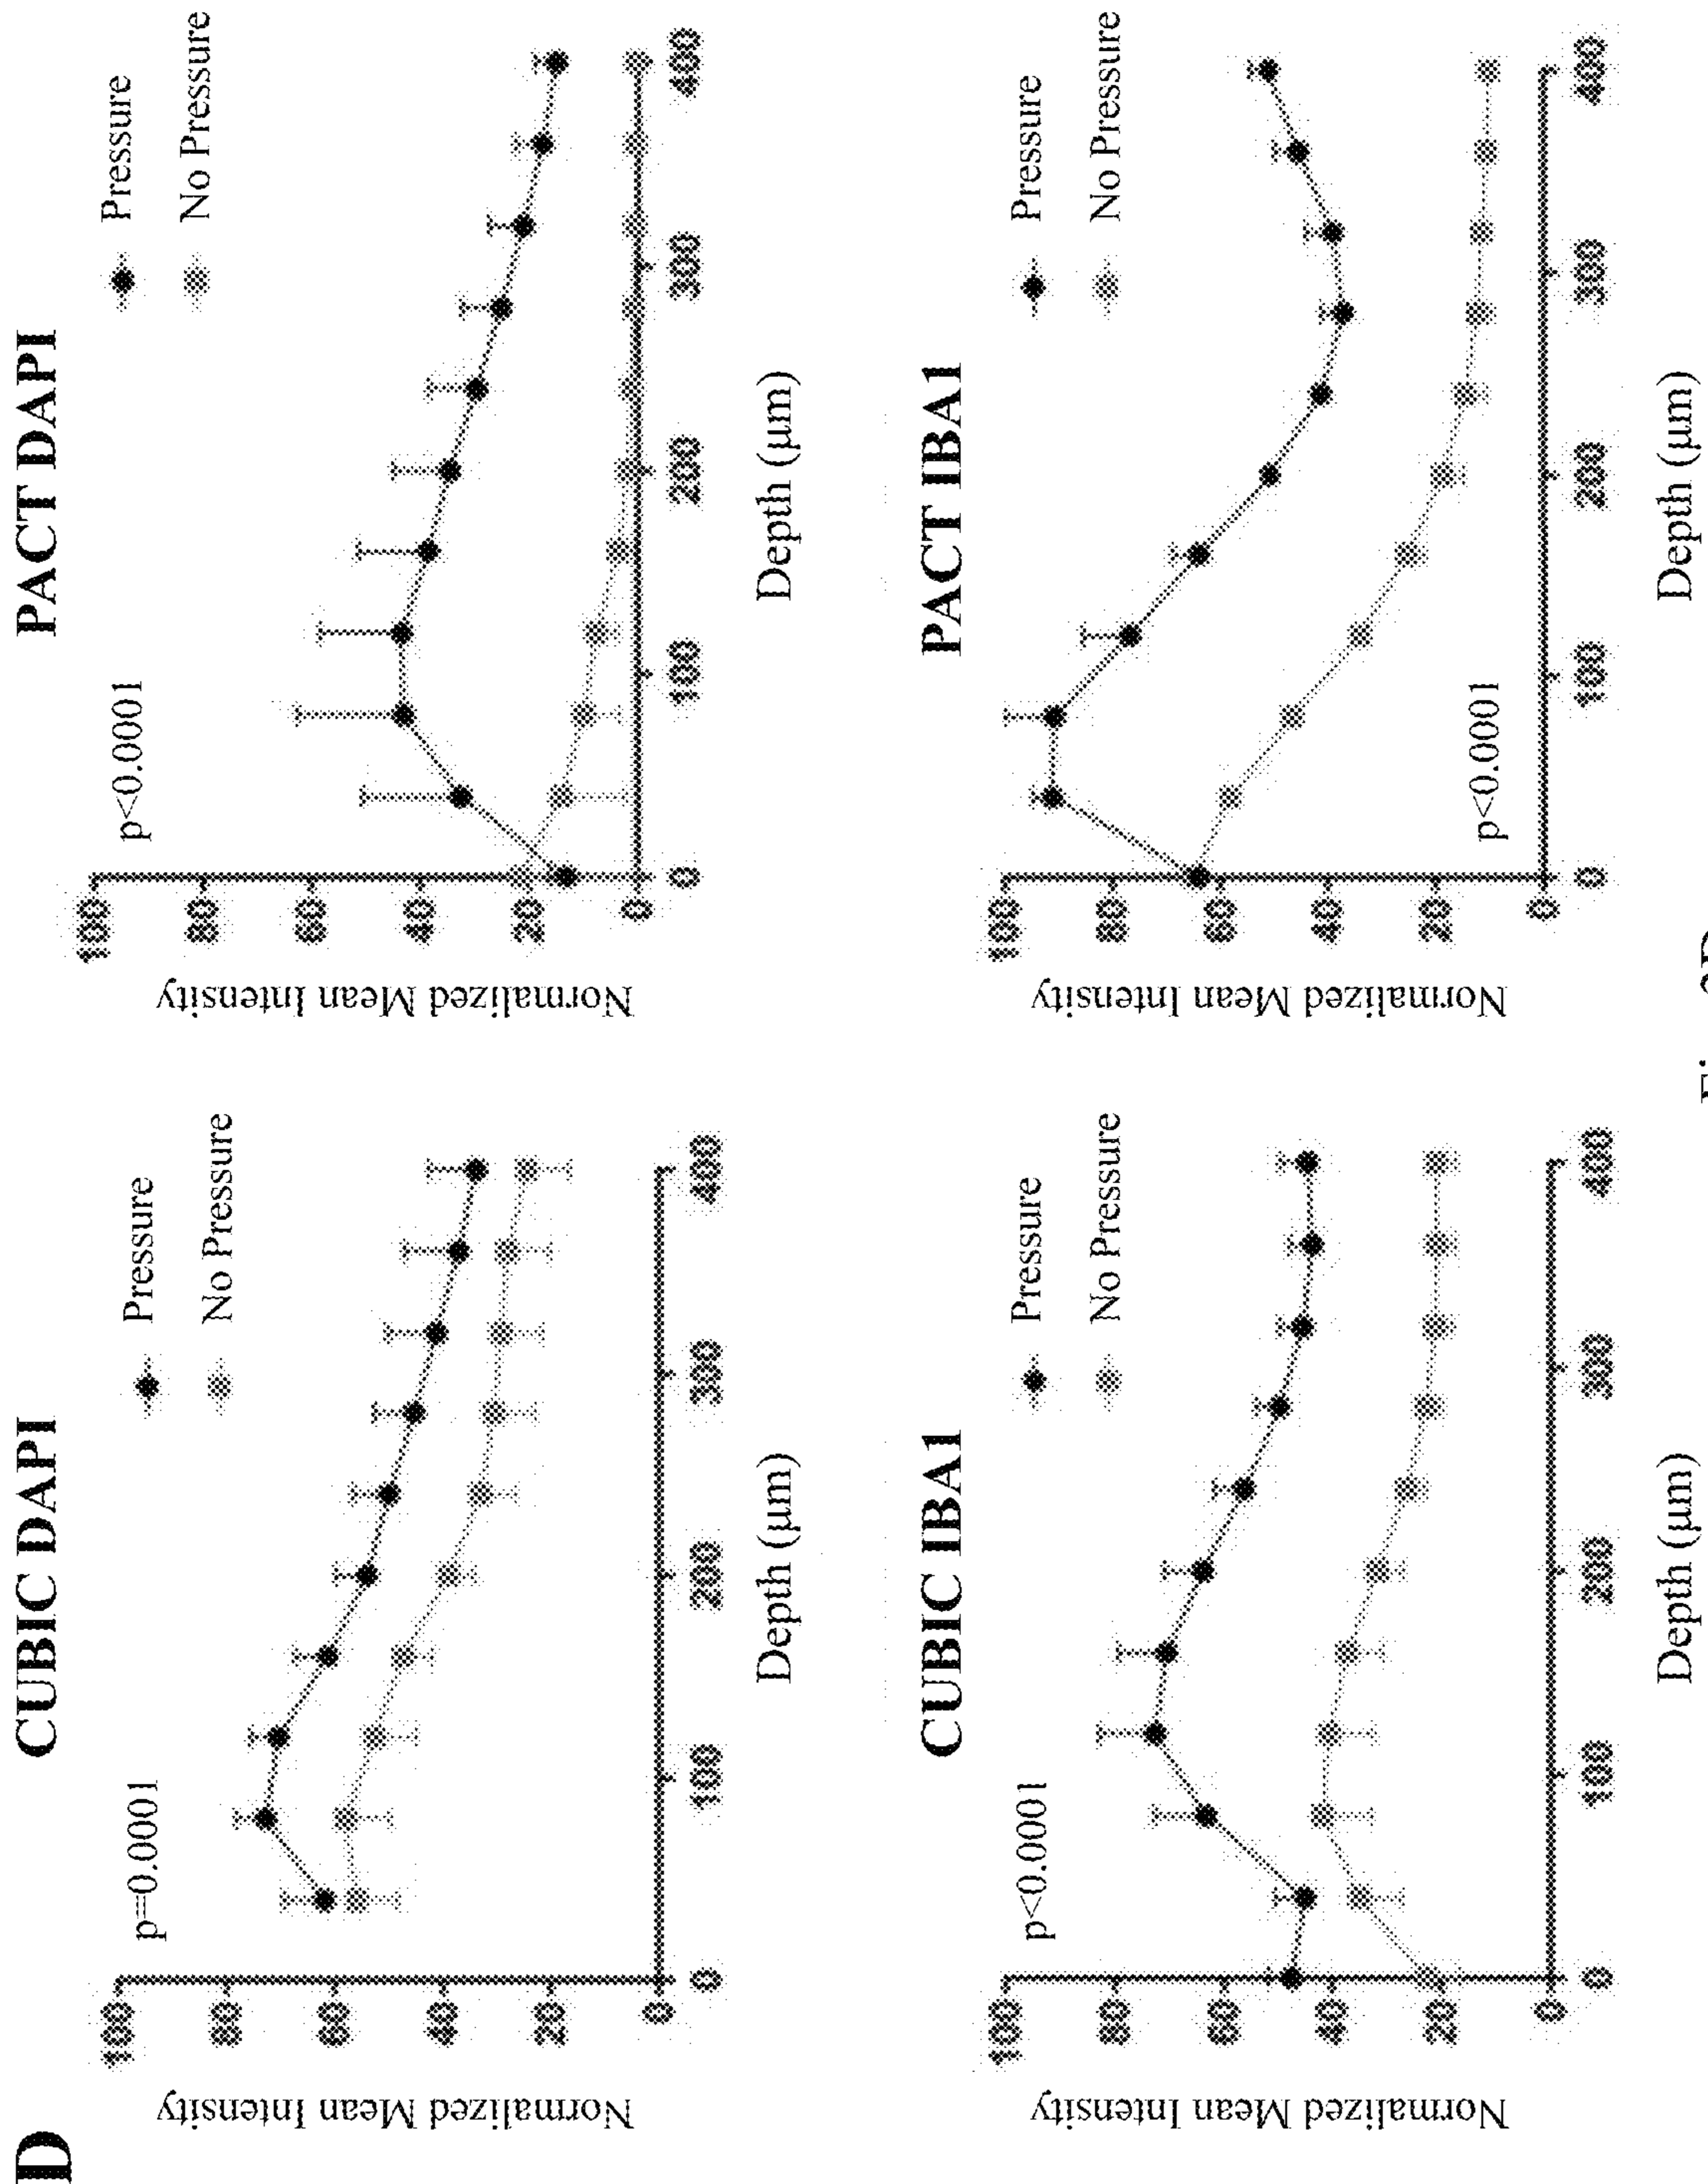 D
CUBIC DAPI
p=0.0001
Pressure
No Pressure
Normalized Mean Intensity
100
80
60
40
20
0
0
100
200
300
400
Depth (µm)
PACT DAPI
p<0.0001
Pressure
No Pressure
Normalized Mean Intensity
100
80
60
40
20
0
0
100
200
300
400
Depth (µm)
CUBIC IBA1
p<0.0001
Pressure
No Pressure
Normalized Mean Intensity
100
80
60
40
20
0
0
100
200
300
400
Depth (µm)
PACT IBA1
p<0.0001
Pressure
No Pressure
Normalized Mean Intensity
100
80
60
40
20
0
0
100
200
300
400
Depth (µm)